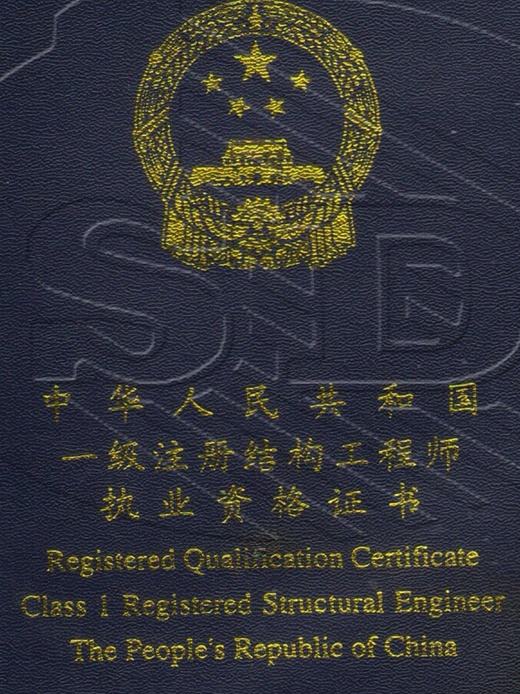 中华人民共和国
一级注册结构工程师
执业資格证书
Registered Qualification Certificate
Class 1 Registered Structural Engineer
The People's Republic of China